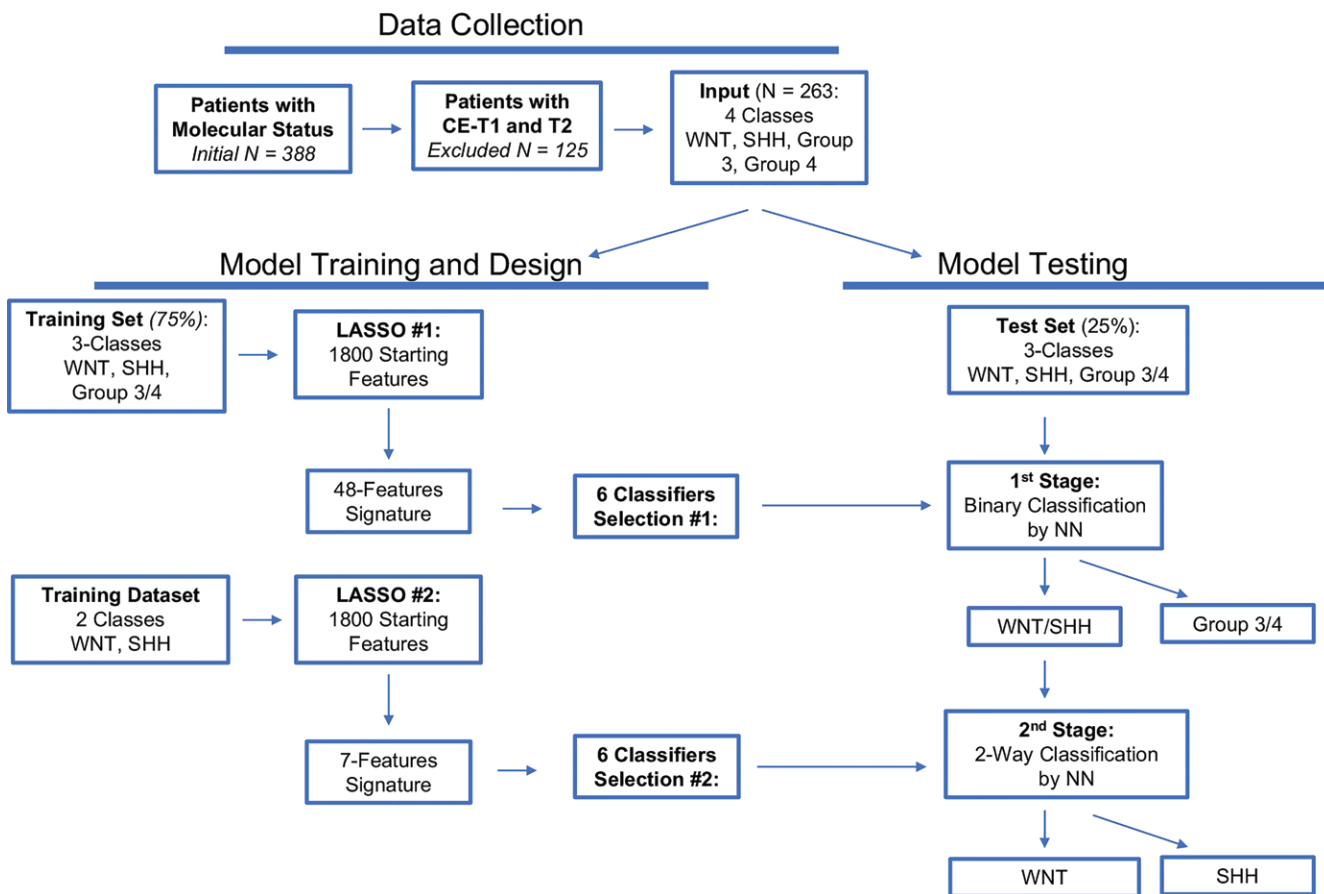 Data Collection
Patients with
Molecular Status
Initial N = 388
Patients with
CE-T1 and T2
Excluded N = 125
Input (N = 263:
4 Classes
WNT, SHH, Group
3, Group 4
Model Training and Design
Model Testing
Training Set (75%):
3-Classes
WNT, SHH,
Group 3/4
LASSO #1:
1800 Starting
Features
Test Set (25%):
3-Classes
WNT, SHH, Group 3/4
48-Features
Signature
6 Classifiers
Selection #1:
1st Stage:
Binary Classification
by NN
Training Dataset
2 Classes
WNT, SHH
LASSO #2:
1800 Starting
Features
WNT/SHH
Group 3/4
7-Features
Signature
6 Classifiers
Selection #2:
2nd Stage:
2-Way Classification
by NN
WNT
SHH